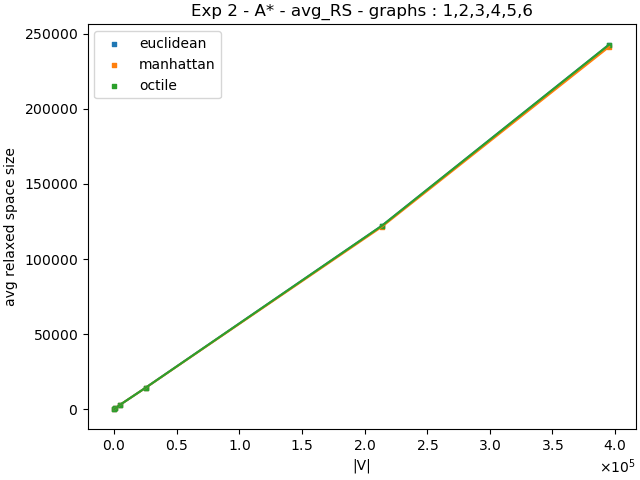 Exp 2 - A* - avg_RS - graphs : 1,2,3,4,5,6
euclidean
manhattan
octile
avg relaxed space size
250000
200000
150000
100000
50000
0
0.0 0.5 1.0 1.5 2.0 2.5 3.0 3.5 4.0
|V|
×10⁵